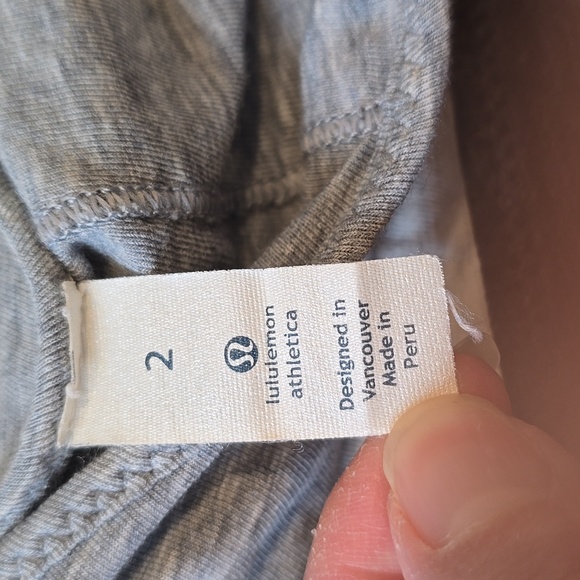 2
lululemon
athletica
Designed in
Vancouver
Made in
Peru